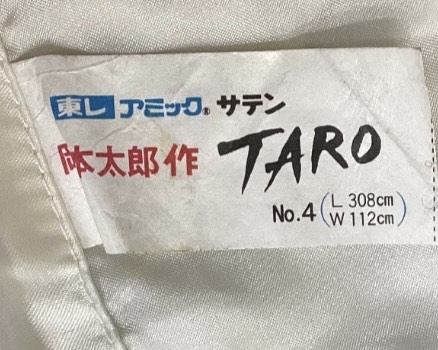 東レ アミック® サテン
本太郎作 TARO
No.4 (L 308cm
W 112cm)